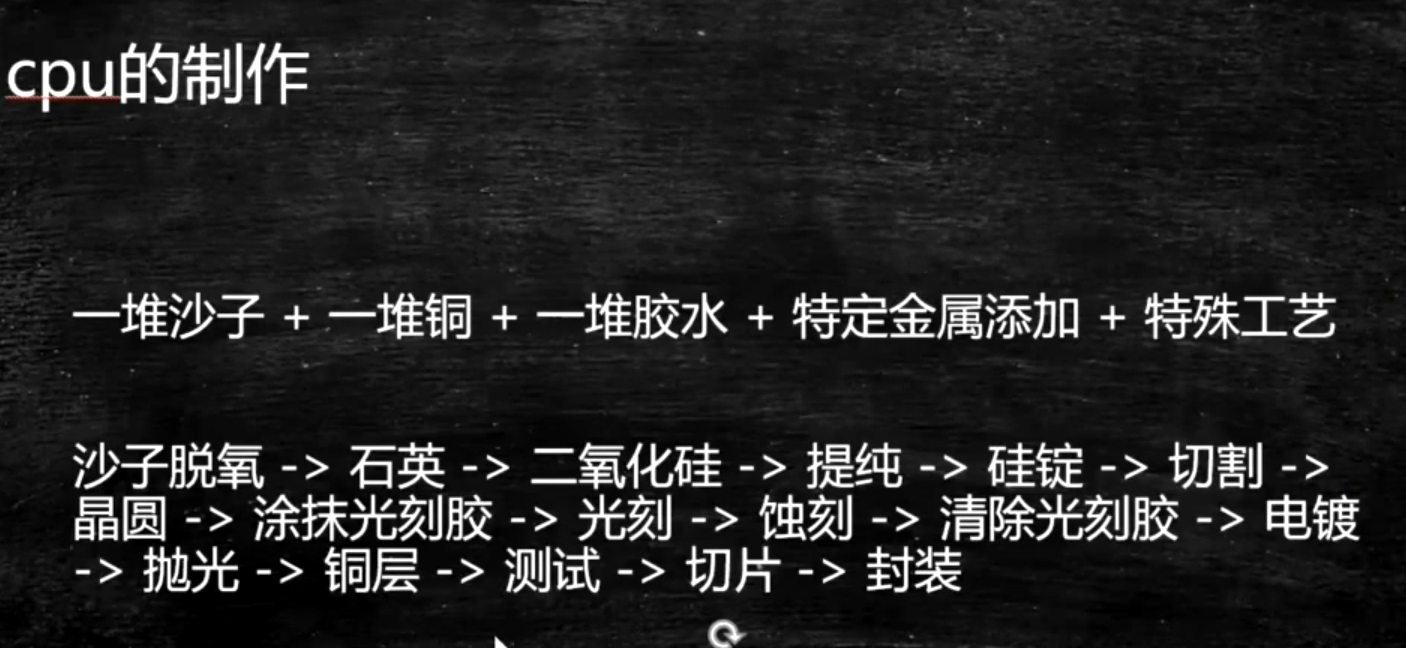 cpu的制作
一堆沙子 + 一堆铜 + 一堆胶水 + 特定金属添加 + 特殊工艺
沙子脱氧 -> 石英 -> 二氧化硅 -> 提纯 -> 硅锭 -> 切割 ->
晶圆 -> 涂抹光刻胶 -> 光刻 -> 蚀刻 -> 清除光刻胶 -> 电镀
-> 抛光 -> 铜层 -> 测试 -> 切片 -> 封装